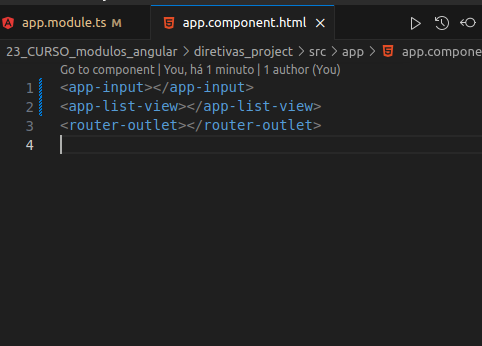 app.module.ts M app.component.html
23_CURSO_modulos_angular > diretivas_project > src > app > app.compone
Go to component | You, há 1 minuto | 1 author (You)
1 <app-input></app-input>
2 <app-list-view></app-list-view>
3 <router-outlet></router-outlet>
4